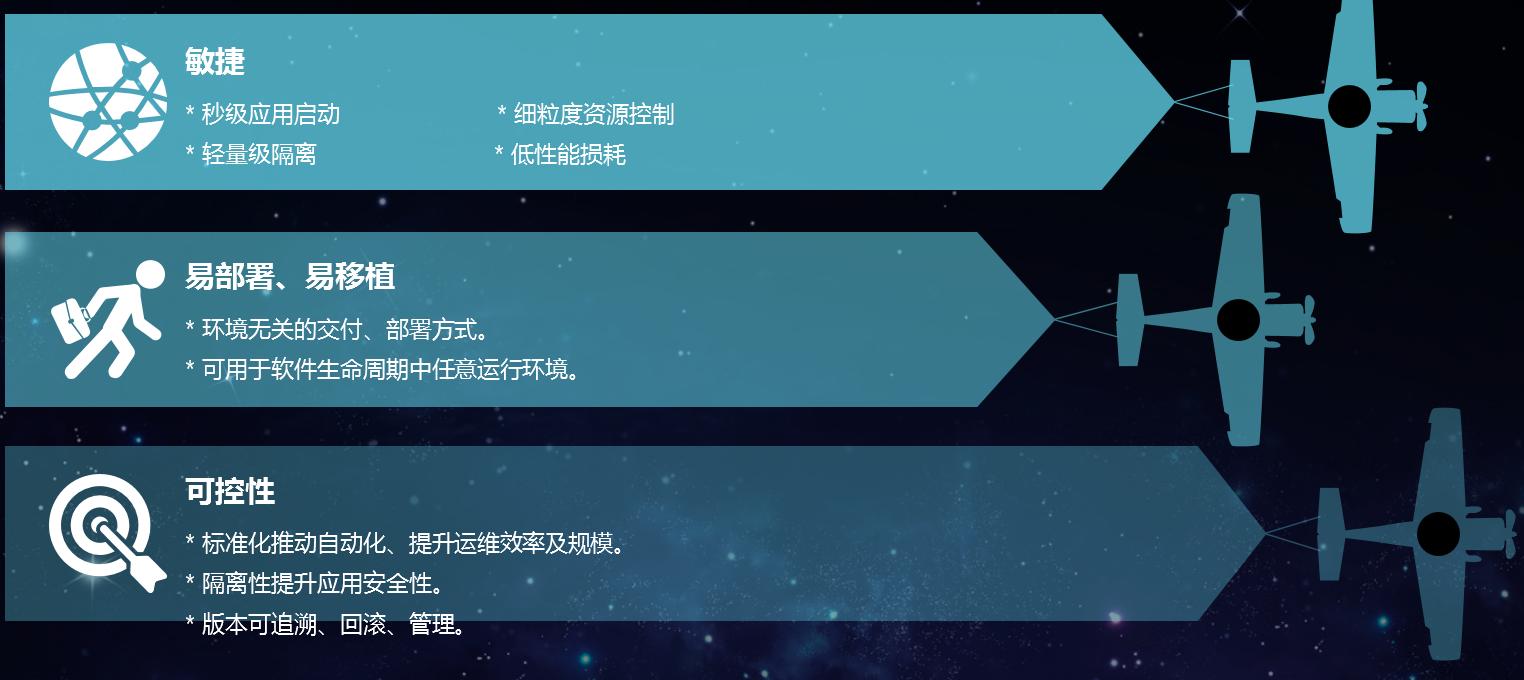 敏捷
* 秒级应用启动 * 细粒度资源控制
* 轻量级隔离 * 低性能损耗
易部署、易移植
* 环境无关的交付、部署方式。
* 可用于软件生命周期中任意运行环境。
可控性
* 标准化推动自动化、提升运维效率及规模。
* 隔离性提升应用安全性。
* 版本可追溯、回滚、管理。